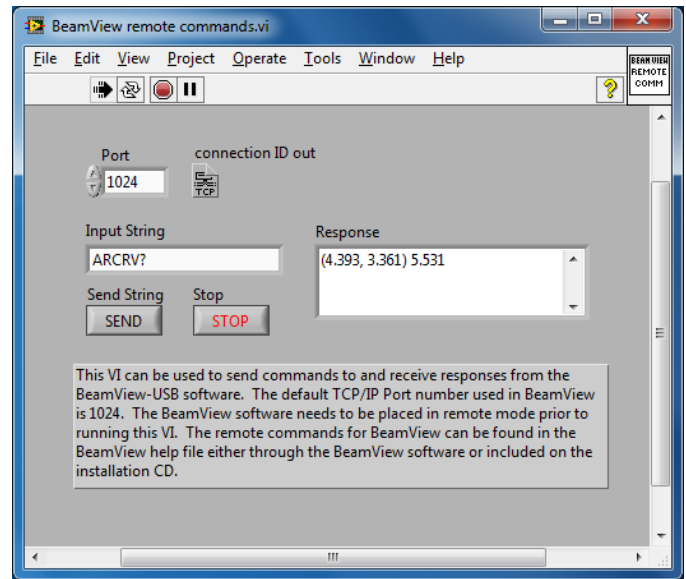 BeamView remote commands.vi
File Edit View Project Operate Tools Window Help
BEAM VIEW
REMOTE
COMM
Port
connection ID out
1024
TCP
Input String
Response
ARCRV?
(4.393, 3.361) 5.531
Send String
Stop
SEND
STOP
This VI can be used to send commands to and receive responses from the
BeamView-USB software.  The default TCP/IP Port number used in BeamView
is 1024.  The BeamView software needs to be placed in remote mode prior to
running this VI.  The remote commands for BeamView can be found in the
BeamView help file either through the BeamView software or included on the
installation CD.